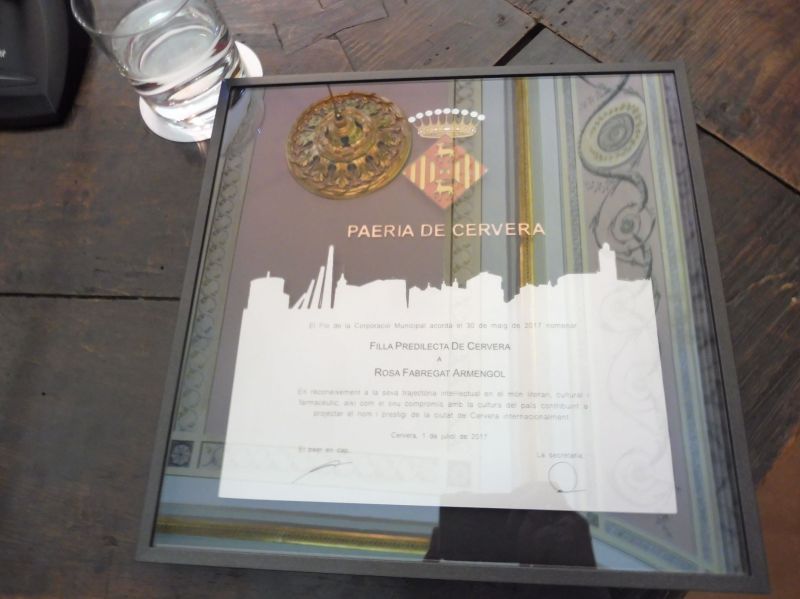 PAERIA DE CERVERA
El Ple de la Corporació Municipal acorda el 30 de maig de 2017 nomenar
FILLA PREDILECTA DE CERVERA
A
ROSA FABREGAT ARMENGOL
En reconeixement a la seva trajectòria intel·lectual en el món literari, cultural i
farmacèutic, així com el seu compromís amb la cultura del país contribuint a
projectar el nom i prestigi de la ciutat de Cervera internacionalment.
Cervera, 1 de juliol de 2017
El paer en cap,
La secretària,